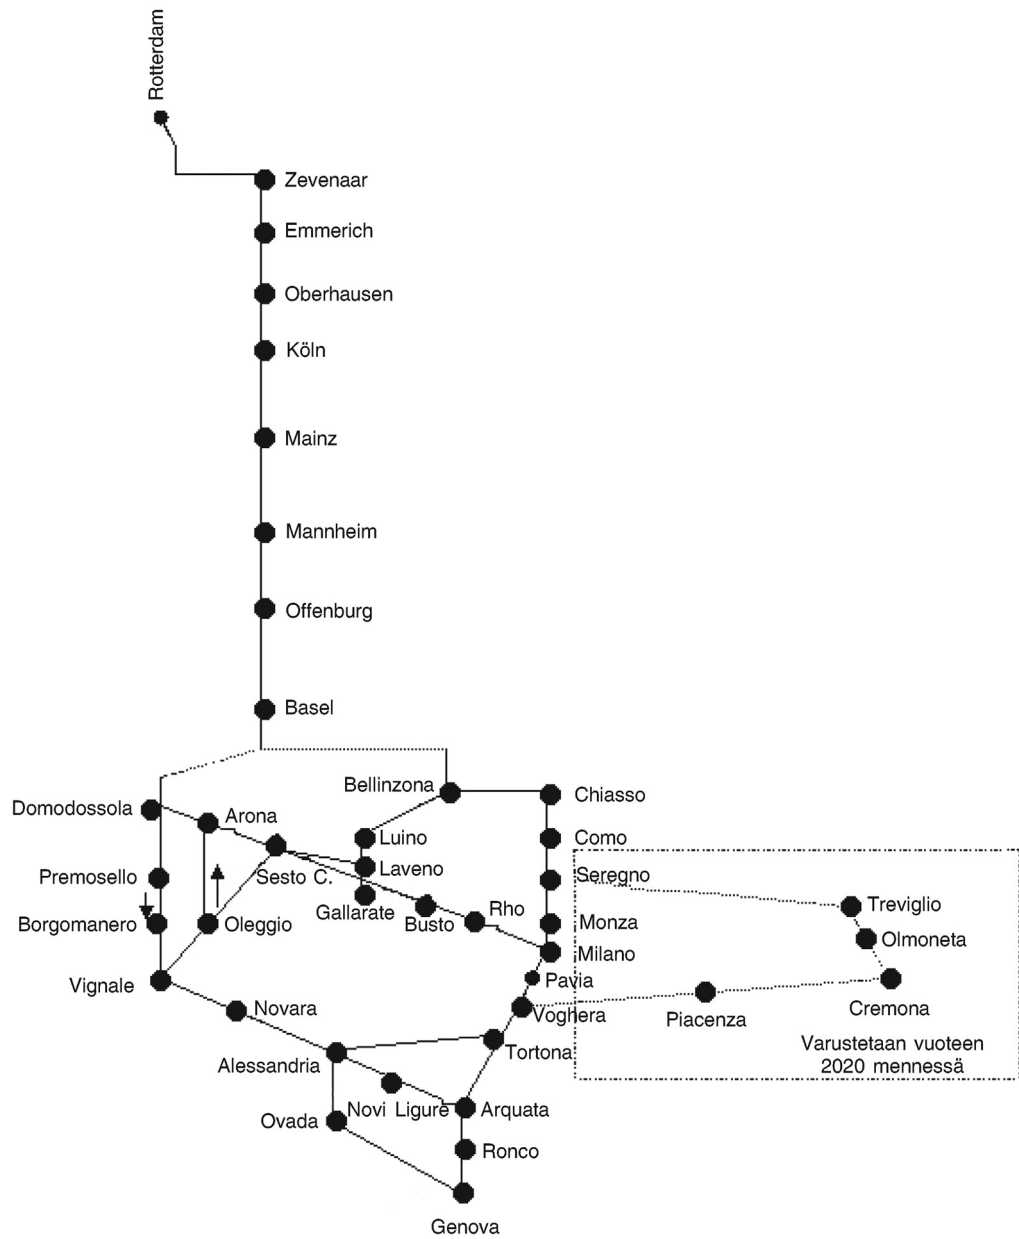 Rotterdam
Zevenaar
Emmerich
Oberhausen
Köln
Mainz
Mannheim
Offenburg
Basel
Bellinzona
Chiasso
Domodossola
Arona
Luino
Como
Sesto C.
Laveno
Seregno
Premosello
Gallarate
Busto
Rho
Treviglio
Borgomanero
Oleggio
Monza
Olmoneta
Milano
Vignale
Pavia
Novara
Voghera
Piacenza
Cremona
Alessandria
Tortona
Varustetaan vuoteen
2020 mennessä
Novi Ligure
Arquata
Ovada
Ronco
Genova